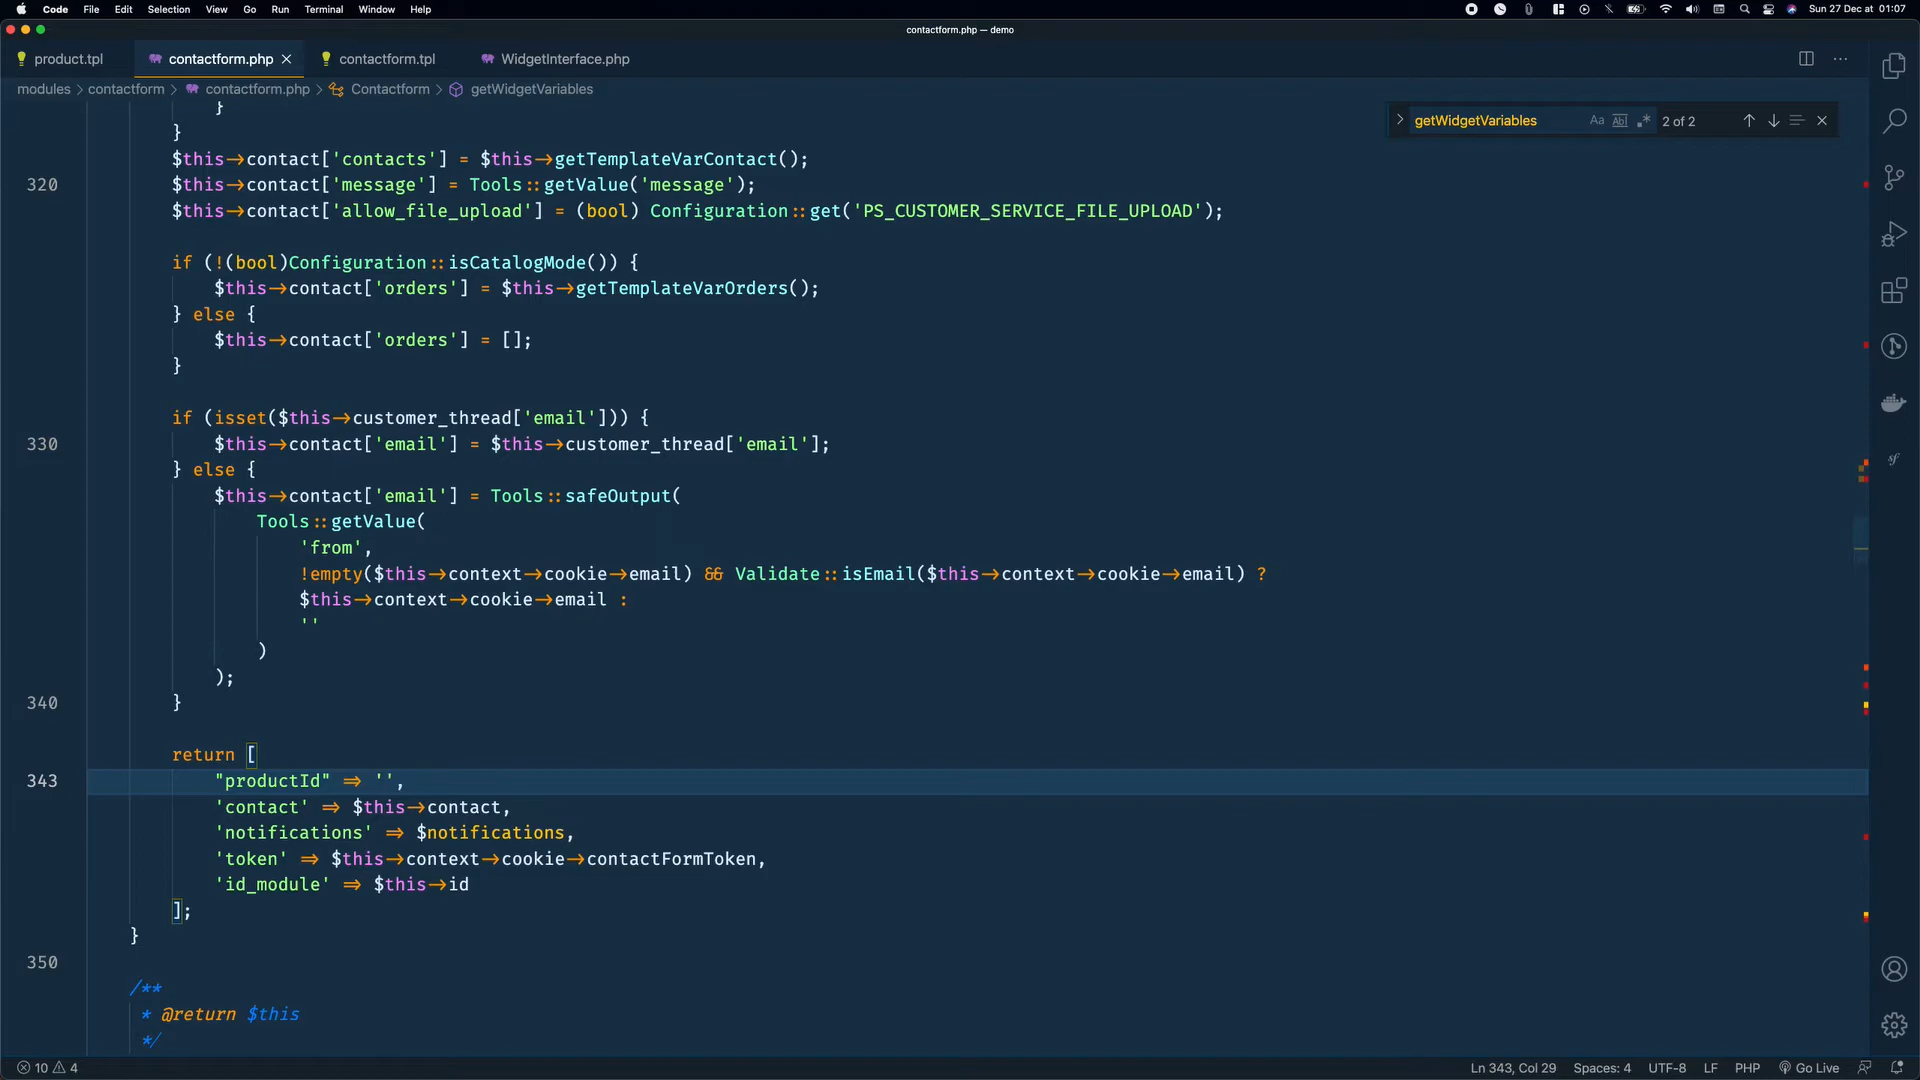 Code File Edit Selection View Go Run Terminal Window Help Sun 27 Dec at 01:07
contactform.php — demo
product.tpl contactform.php contactform.tpl WidgetInterface.php
modules > contactform > contactform.php > Contactform > getWidgetVariables
getWidgetVariables Aa Abl .* 2 of 2
}
}
$this->contact['contacts'] = $this->getTemplateVarContact();
320 $this->contact['message'] = Tools::getValue('message');
$this->contact['allow_file_upload'] = (bool) Configuration::get('PS_CUSTOMER_SERVICE_FILE_UPLOAD');
if (!(bool)Configuration::isCatalogMode()) {
$this->contact['orders'] = $this->getTemplateVarOrders();
} else {
$this->contact['orders'] = [];
}
if (isset($this->customer_thread['email'])) {
330 $this->contact['email'] = $this->customer_thread['email'];
} else {
$this->contact['email'] = Tools::safeOutput(
Tools::getValue(
'from',
!empty($this->context->cookie->email) && Validate::isEmail($this->context->cookie->email) ?
$this->context->cookie->email :
''
)
);
340 }
return [
343 "productId" => '',
'contact' => $this->contact,
'notifications' => $notifications,
'token' => $this->context->cookie->contactFormToken,
'id_module' => $this->id
];
}
350
/**
* @return $this
*/
10 4 Ln 343, Col 29 Spaces: 4 UTF-8 LF PHP Go Live